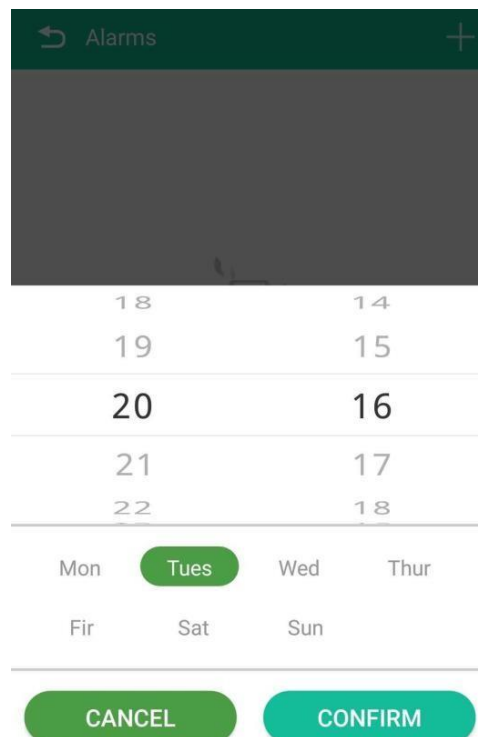 Alarms
18 14
19 15
20 16
21 17
22 18
Mon Tues Wed Thur
Fir Sat Sun
CANCEL CONFIRM